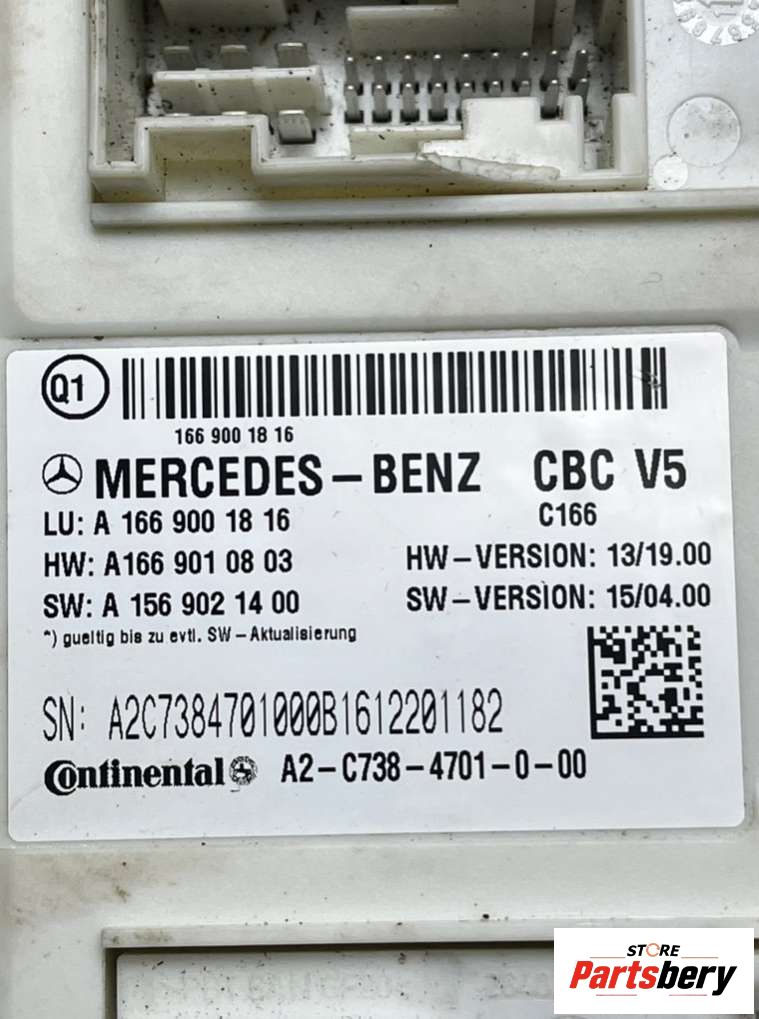 Q1
166 900 18 16
MERCEDES-BENZ CBC V5
LU: A 166 900 18 16 C166
HW: A166 901 08 03 HW-VERSION: 13/19.00
SW: A 156 902 14 00 SW-VERSION: 15/04.00
*) gueltig bis zu evtl. SW-Aktualisierung
SN: A2C7384701000B1612201182
Continental A2-C738-4701-0-00
STORE
Partsbery